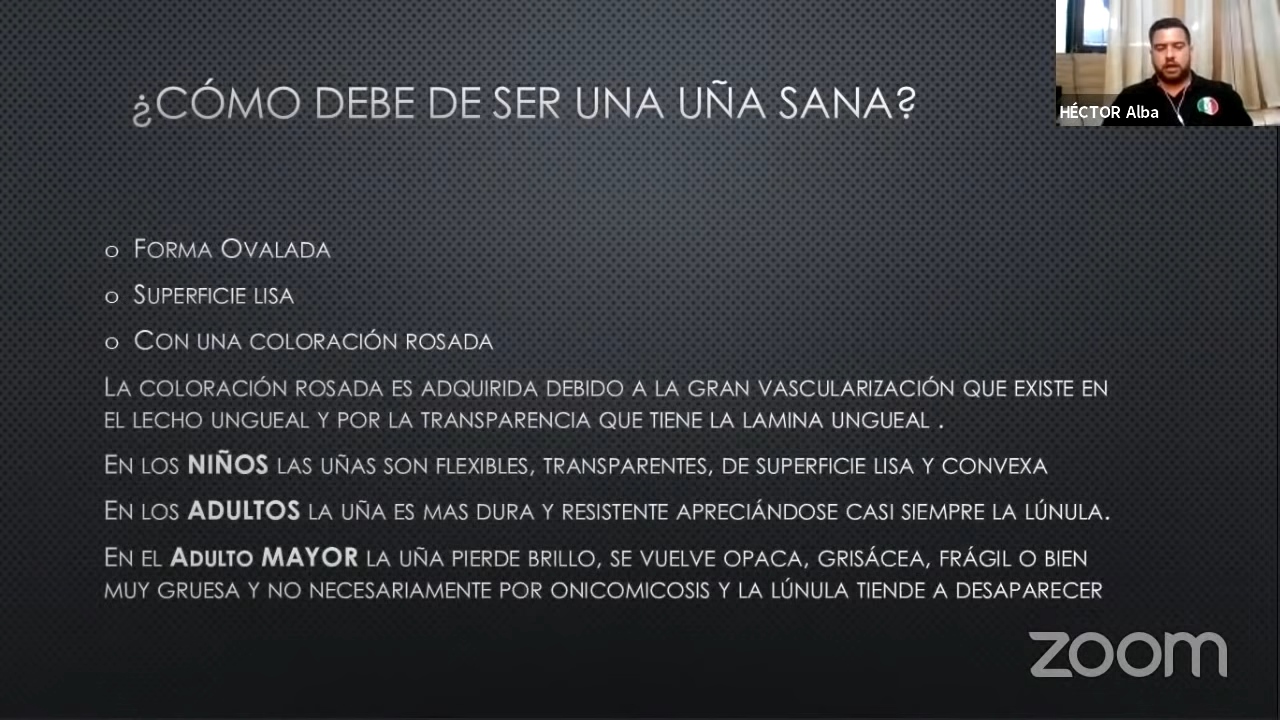 ¿CÓMO DEBE DE SER UNA UÑA SANA?
HÉCTOR Alba
o FORMA OVALADA
o SUPERFICIE LISA
o CON UNA COLORACIÓN ROSADA
LA COLORACIÓN ROSADA ES ADQUIRIDA DEBIDO A LA GRAN VASCULARIZACIÓN QUE EXISTE EN
EL LECHO UNGUEAL Y POR LA TRANSPARENCIA QUE TIENE LA LAMINA UNGUEAL .
EN LOS NIÑOS LAS UÑAS SON FLEXIBLES, TRANSPARENTES, DE SUPERFICIE LISA Y CONVEXA
EN LOS ADULTOS LA UÑA ES MAS DURA Y RESISTENTE APRECIÁNDOSE CASI SIEMPRE LA LÚNULA.
EN EL ADULTO MAYOR LA UÑA PIERDE BRILLO, SE VUELVE OPACA, GRISÁCEA, FRÁGIL O BIEN
MUY GRUESA Y NO NECESARIAMENTE POR ONICOMICOSIS Y LA LÚNULA TIENDE A DESAPARECER
zoom